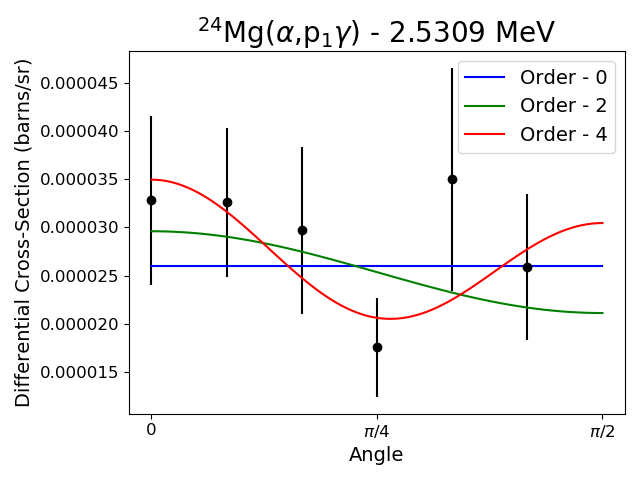 ²⁴Mg(α,p₁γ) - 2.5309 MeV
Differential Cross-Section (barns/sr)
0.000045
0.000040
0.000035
0.000030
0.000025
0.000020
0.000015
Order - 0
Order - 2
Order - 4
0
π/4
π/2
Angle